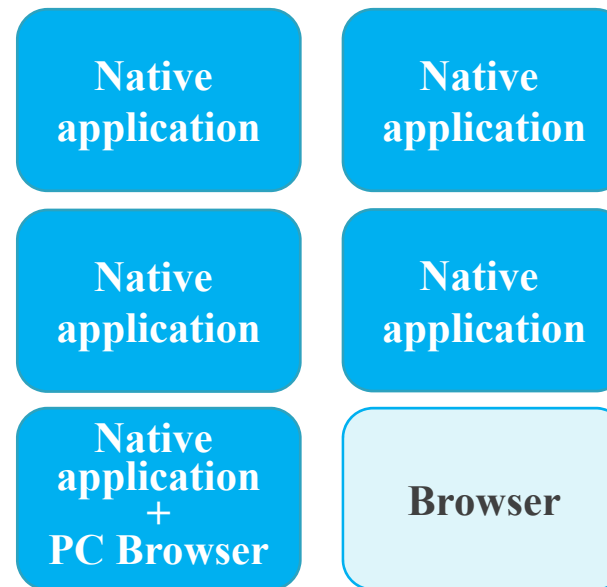 Native
application
Native
application
Native
application
Native
application
Native
application
+
PC Browser
Browser